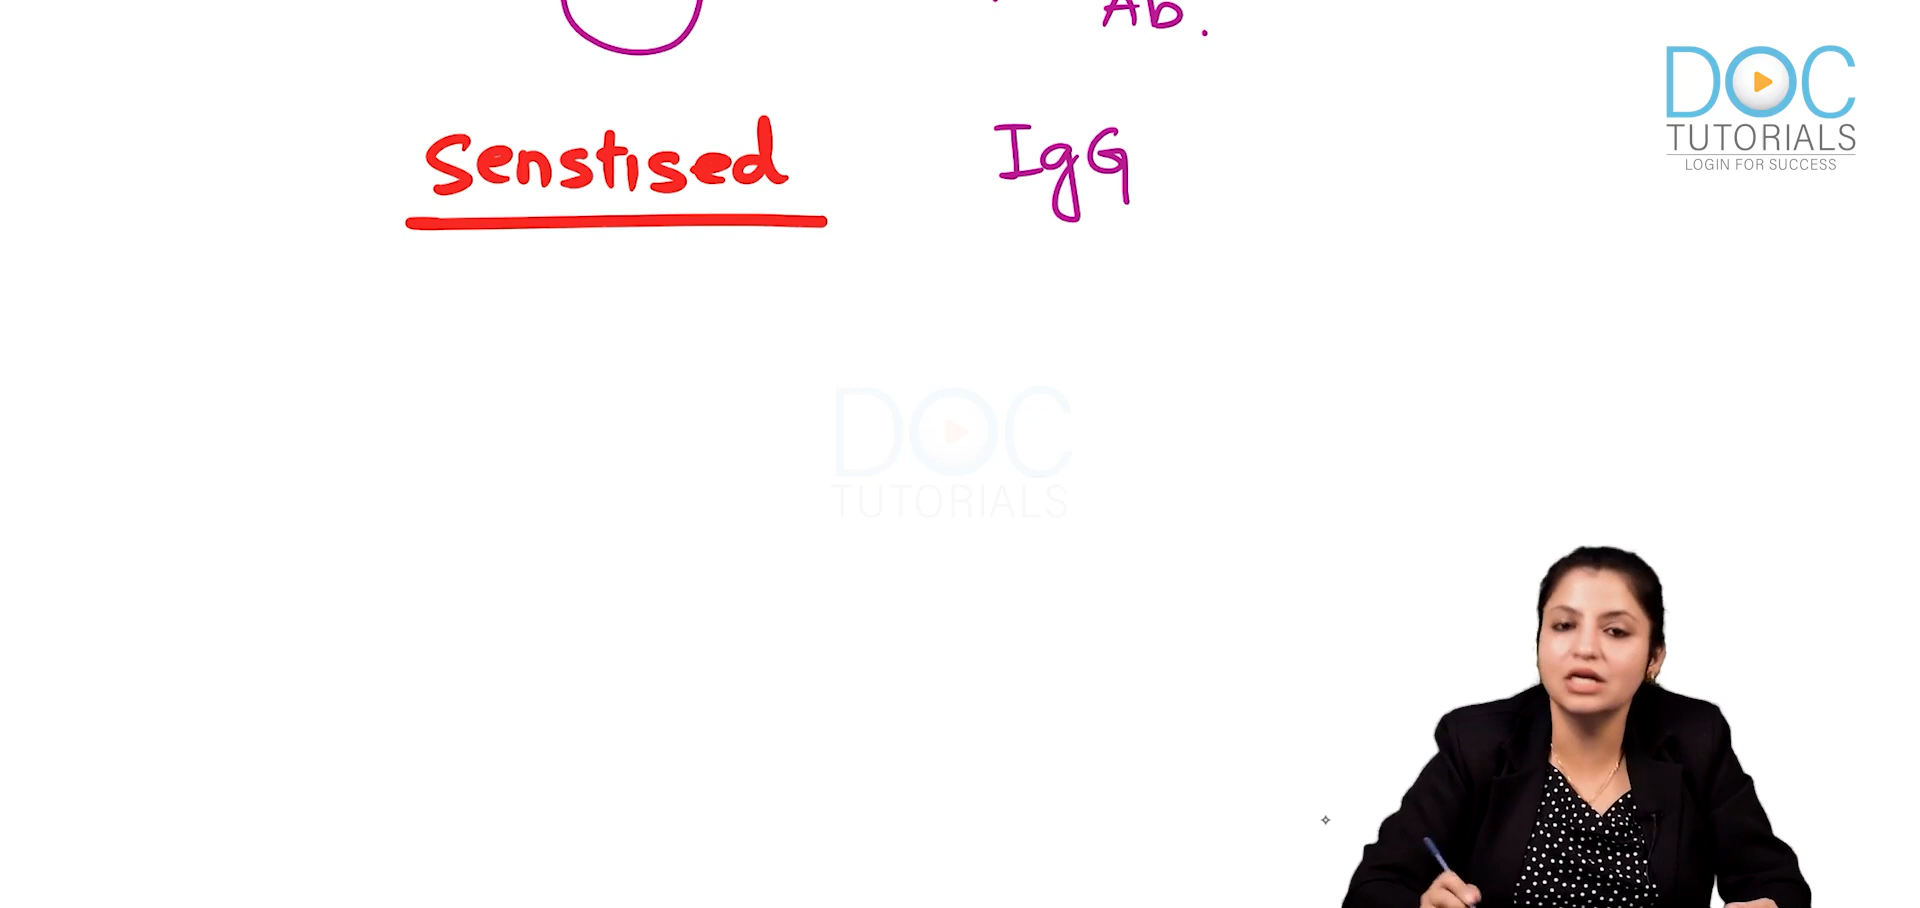 Ab.
Senstised
IgG
DOC
TUTORIALS
LOGIN FOR SUCCESS
DOC
TUTORIALS